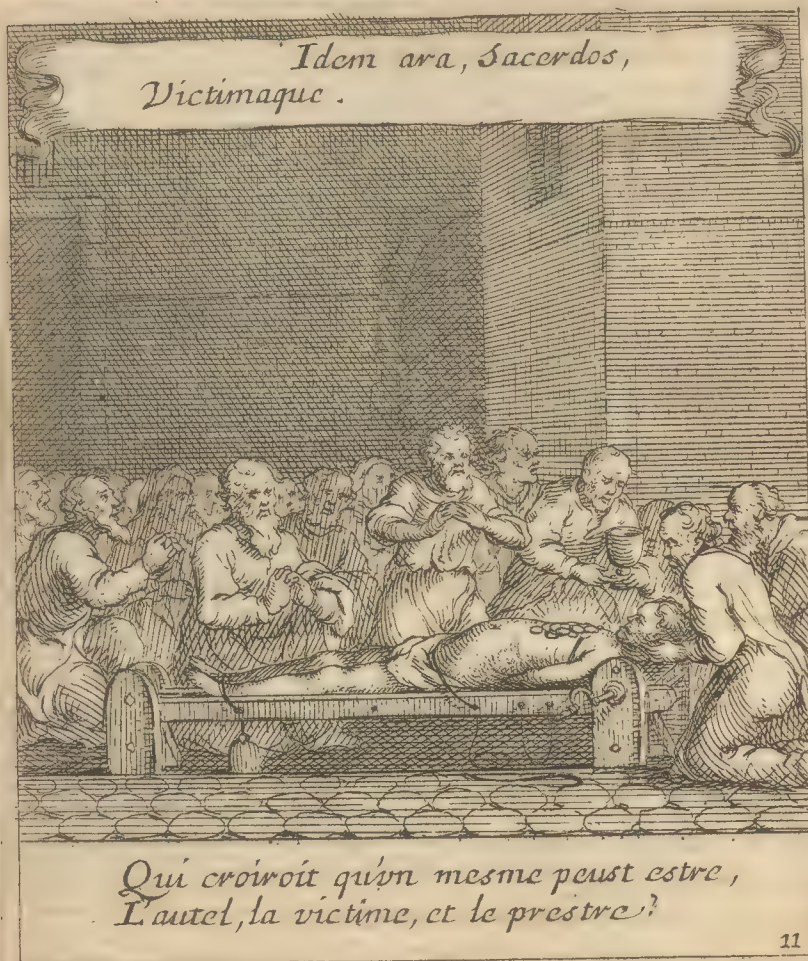 Idem ara, Sacerdos,
Victimaque.
Qui croiroit qu'vn mesme peust estre,
L'autel, la victime, et le prestre?
11